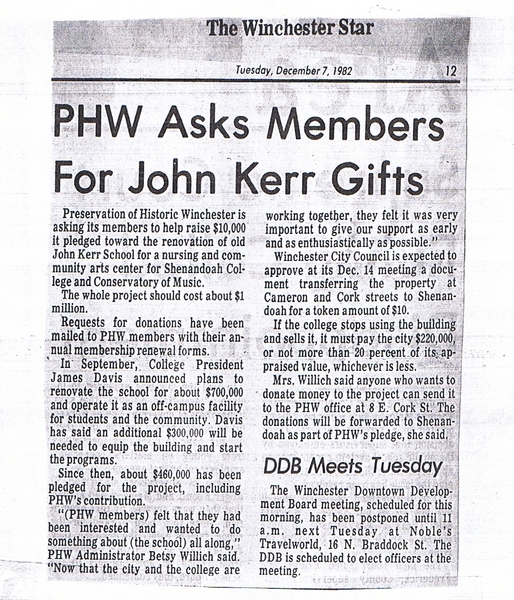 The Winchester Star
Tuesday, December 7, 1982 12
PHW Asks Members
For John Kerr Gifts
Preservation of Historic Winchester is
asking its members to help raise $10,000
it pledged toward the renovation of old
John Kerr School for a nursing and com-
munity arts center for Shenandoah Col-
lege and Conservatory of Music.
The whole project should cost about $1
million.
Requests for donations have been
mailed to PHW members with their an-
nual membership renewal forms.
In September, College President
James Davis announced plans to
renovate the school for about $700,000
and operate it as an off-campus facility
for students and the community. Davis
has said an additional $300,000 will be
needed to equip the building and start
the programs.
Since then, about $460,000 has been
pledged for the project, including
PHW's contribution.
"(PHW members) felt that they had
been interested and wanted to do
something about (the school) all along,"
PHW Administrator Betsy Willich said.
"Now that the city and the college are
working together, they felt it was very
important to give our support as early
and as enthusiastically as possible."
Winchester City Council is expected to
approve at its Dec. 14 meeting a docu-
ment transferring the property at
Cameron and Cork streets to Shenan-
doah for a token amount of $10.
If the college stops using the building
and sells it, it must pay the city $220,000,
or not more than 20 percent of its ap-
praised value, whichever is less.
Mrs. Willich said anyone who wants to
donate money to the project can send it
to the PHW office at 8 E. Cork St. The
donations will be forwarded to Shenan-
doah as part of PHW's pledge, she said.
DDB Meets Tuesday
The Winchester Downtown Develop-
ment Board meeting, scheduled for this
morning, has been postponed until 11
a.m. next Tuesday at Noble's
Travelworld, 16 N. Braddock St. The
DDB is scheduled to elect officers at the
meeting.